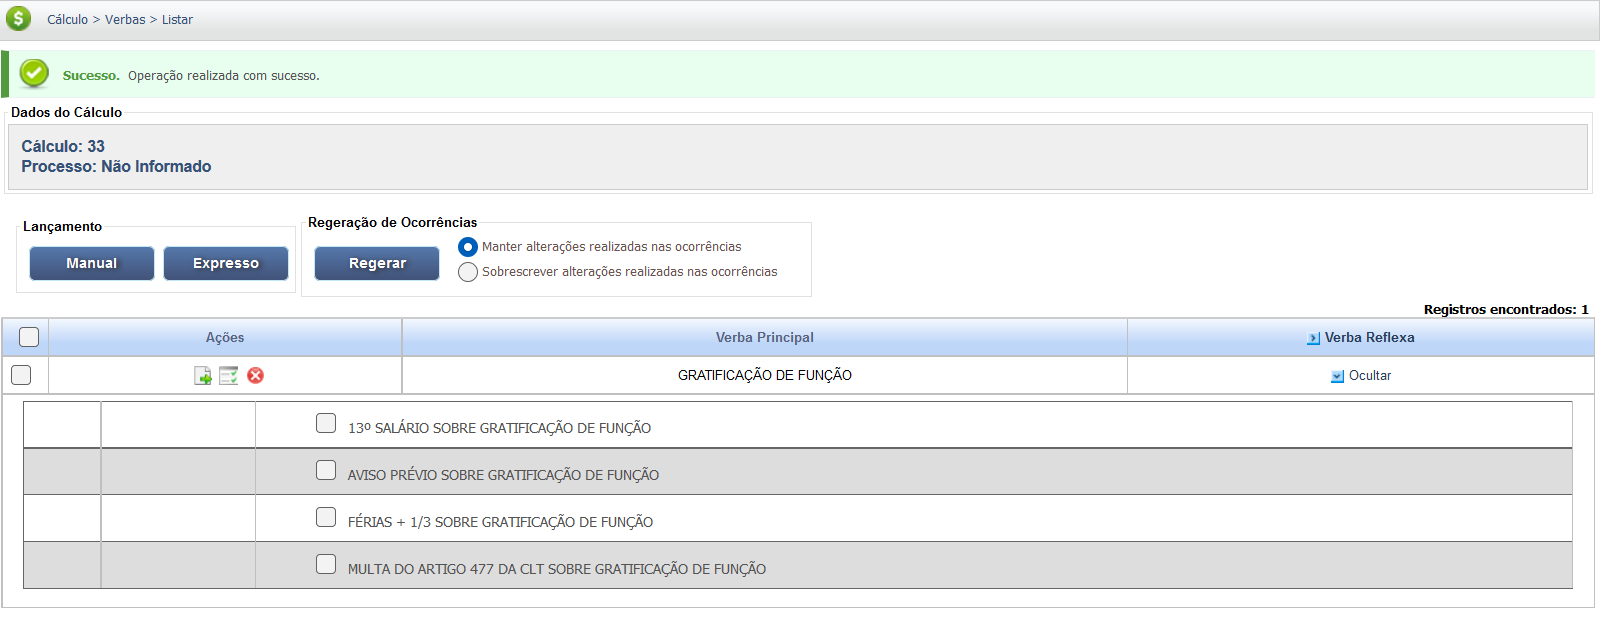 Cálculo > Verbas > Listar
Sucesso. Operação realizada com sucesso.
Dados do Cálculo
Cálculo: 33
Processo: Não Informado
Lançamento
Manual
Expresso
Regeração de Ocorrências
Regerar
Manter alterações realizadas nas ocorrências
Sobrescrever alterações realizadas nas ocorrências
Registros encontrados: 1
Ações
Verba Principal
Verba Reflexa
GRATIFICAÇÃO DE FUNÇÃO
Ocultar
13º SALÁRIO SOBRE GRATIFICAÇÃO DE FUNÇÃO
AVISO PRÉVIO SOBRE GRATIFICAÇÃO DE FUNÇÃO
FÉRIAS + 1/3 SOBRE GRATIFICAÇÃO DE FUNÇÃO
MULTA DO ARTIGO 477 DA CLT SOBRE GRATIFICAÇÃO DE FUNÇÃO